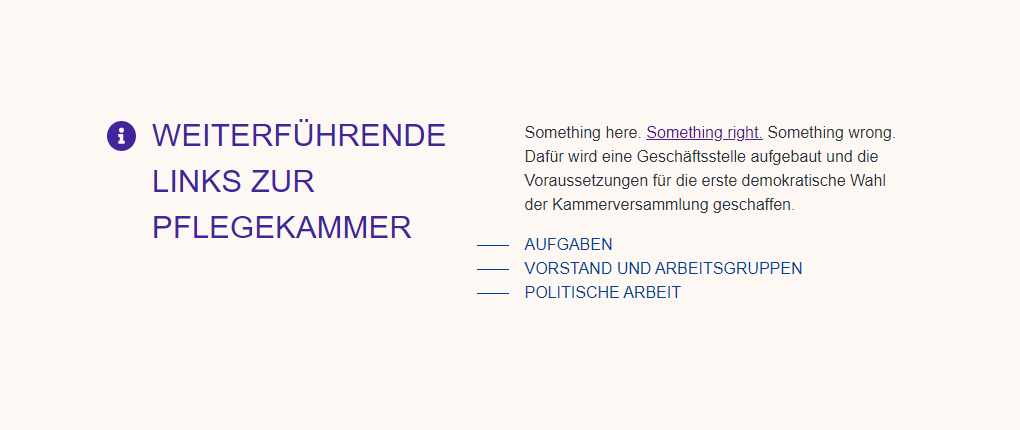 WEITERFÜHRENDE
LINKS ZUR
PFLEGEKAMMER
Something here. Something right. Something wrong.
Dafür wird eine Geschäftsstelle aufgebaut und die
Voraussetzungen für die erste demokratische Wahl
der Kammerversammlung geschaffen.
AUFGABEN
VORSTAND UND ARBEITSGRUPPEN
POLITISCHE ARBEIT